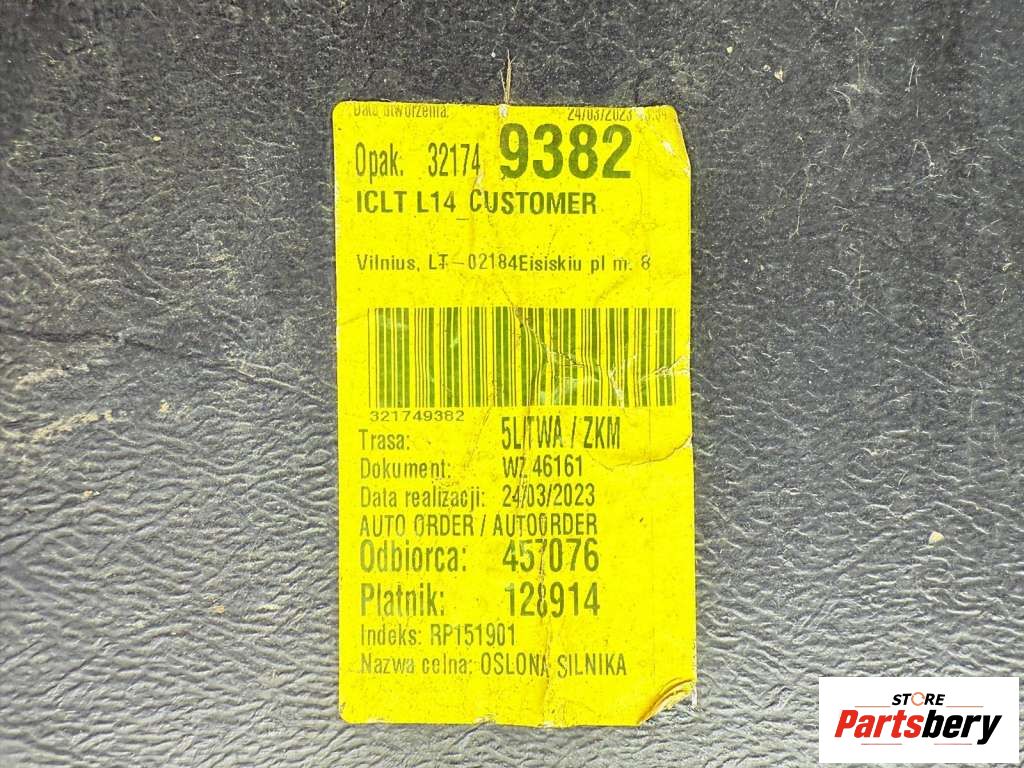 Data utworzenia: 24/03/2023
Opak: 32174 9382
ICLT L14_CUSTOMER
Vilnius, LT-02184Eisiskiu pl m. 8
321749382
Trasa: 5LITWA / ZKM
Dokument: WZ 46161
Data realizacji: 24/03/2023
AUTO ORDER / AUTOORDER
Odbiorca: 457076
Platnik: 128914
Indeks: RP151901
Nazwa celna: OSLONA SILNIKA
STORE
Partsbery